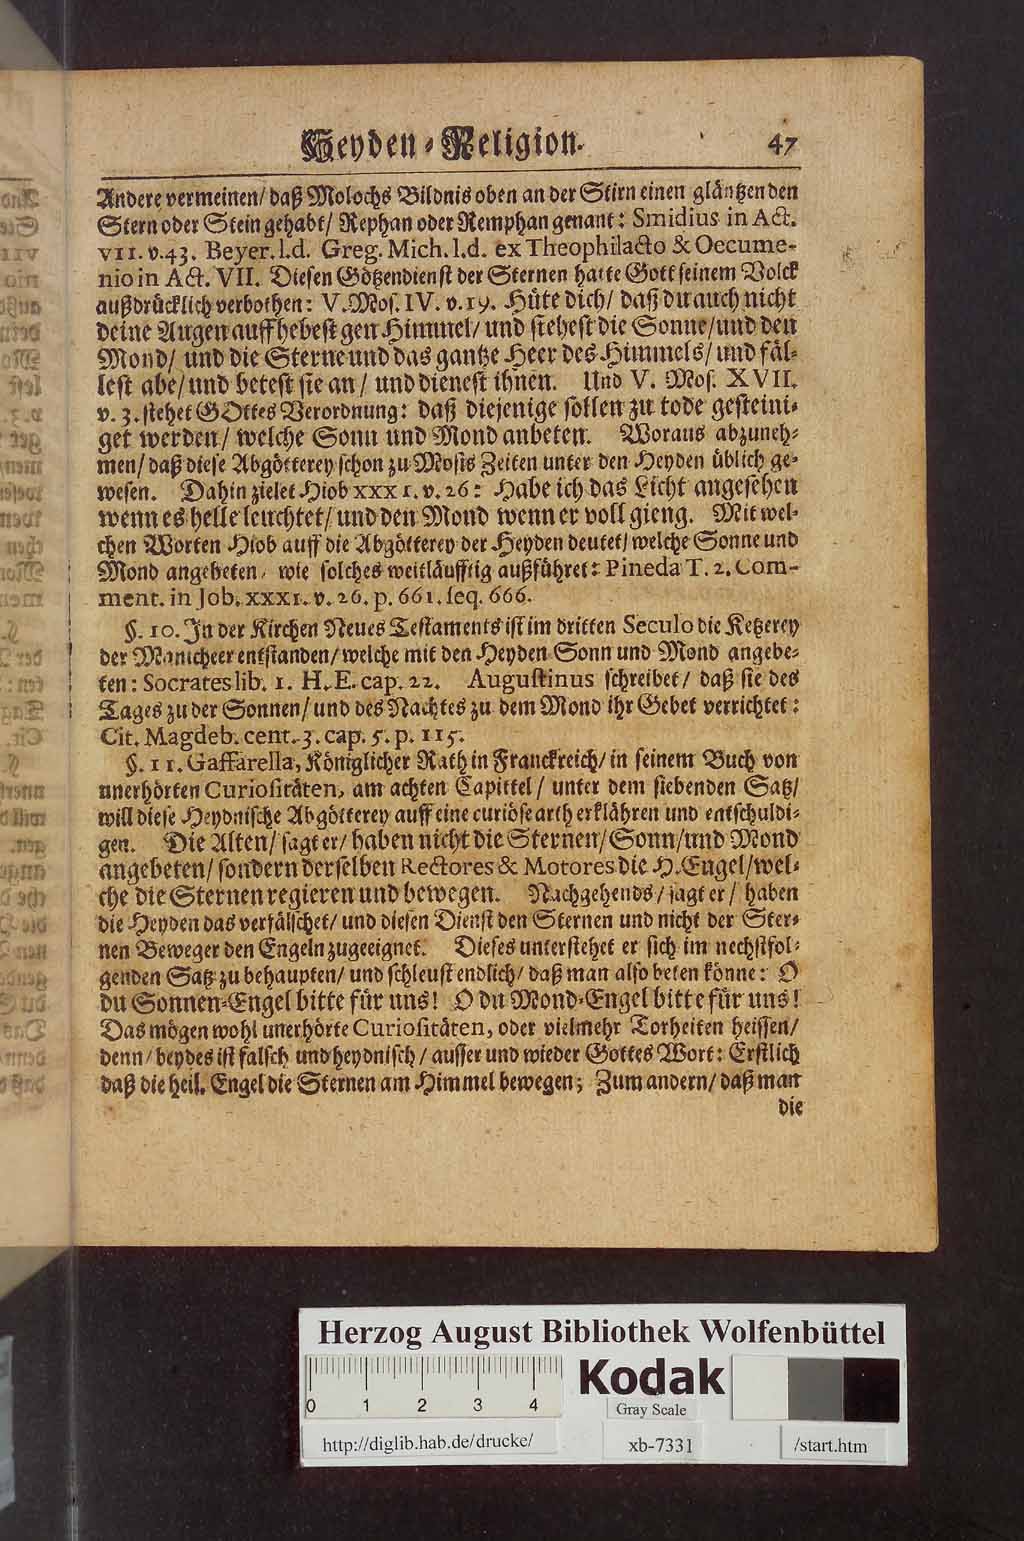 Heyden-Religion. 47
Andere vermeinen/ daß Molochs Bildnis oben an der Stirn einen gläntzenden
Stern oder Stein gehabt/ Rephan oder Remphan genant: Smidius in Act.
VII. v. 43. Beyer. l. d. Greg. Mich. l. d. ex Theophilacto & Oecume-
nio in Act. VII. Diesen Götzendienst der Sternen hatte Gott seinem Volck
außdrücklich verbothen: V. Mos. IV. v. 19. Hüte dich/ daß du auch nicht
deine Augen auffhebest gen Himmel/ und siehest die Sonne/ und den
Mond/ und die Sterne und das gantze Heer des Himmels/ und fäl-
lest abe/ und betest sie an/ und dienest ihnen. Und V. Mos. XVII.
v. 3. stehet GOttes Verordnung: daß diejenige sollen zu tode gesteini-
get werden/ welche Sonn und Mond anbeten. Woraus abzuneh-
men/ daß diese Abgötterey schon zu Mosis Zeiten unter den Heyden üblich ge-
wesen. Dahin zielet Hiob XXXI. v. 26: Habe ich das Licht angesehen
wenn es helle leuchtet/ und den Mond wenn er voll gieng. Mit wel-
chen Worten Hiob auff die Abgötterey der Heyden deutet/ welche Sonne und
Mond angebeten, wie solches weitläufftig außführet: Pineda T. 2. Com-
ment. in Job. XXXI. v. 26. p. 661. seq. 666.
§. 10. In der Kirchen Neues Testaments ist im dritten Seculo die Ketzerey
der Manicheer entstanden/ welche mit den Heyden Sonn und Mond angebe-
ten: Socrates lib. 1. H. E. cap. 22. Augustinus schreibet/ daß sie des
Tages zu der Sonnen/ und des Nachtes zu dem Mond ihr Gebet verrichtet:
Cit. Magdeb. cent. 3. cap. 5. p. 115.
§. 11. Gaffarella, Königlicher Rath in Franckreich/ in seinem Buch von
unerhörten Curiositäten, am achten Capittel/ unter dem siebenden Satz/
will diese Heydnische Abgötterey auff eine curiöse arth erklähren und entschuldi-
gen. Die Alten/ sagt er/ haben nicht die Sternen/ Sonn/ und Mond
angebeten/ sondern derselben Rectores & Motores die H. Engel/ wel-
che die Sternen regieren und bewegen. Nachgehends/ sagt er/ haben
die Heyden das verfälschet/ und diesen Dienst den Sternen und nicht der Ster-
nen Beweger den Engeln zugeeignet. Dieses unterstehet er sich im nechstfol-
genden Satz zu behaupten/ und schleust endlich/ daß man also beten könne: O
du Sonnen-Engel bitte für uns! O du Mond-Engel bitte für uns!
Das mögen wohl unerhörte Curiositäten, oder vielmehr Torheiten heissen/
denn/ beydes ist falsch und heydnisch/ ausser und wieder Gottes Wort: Erstlich
daß die heil. Engel die Sternen am Himmel bewegen; Zum andern/ daß man
die
Herzog August Bibliothek Wolfenbüttel
0 1 2 3 4
Kodak
Gray Scale
http://diglib.hab.de/drucke/ xb-7331 /start.htm